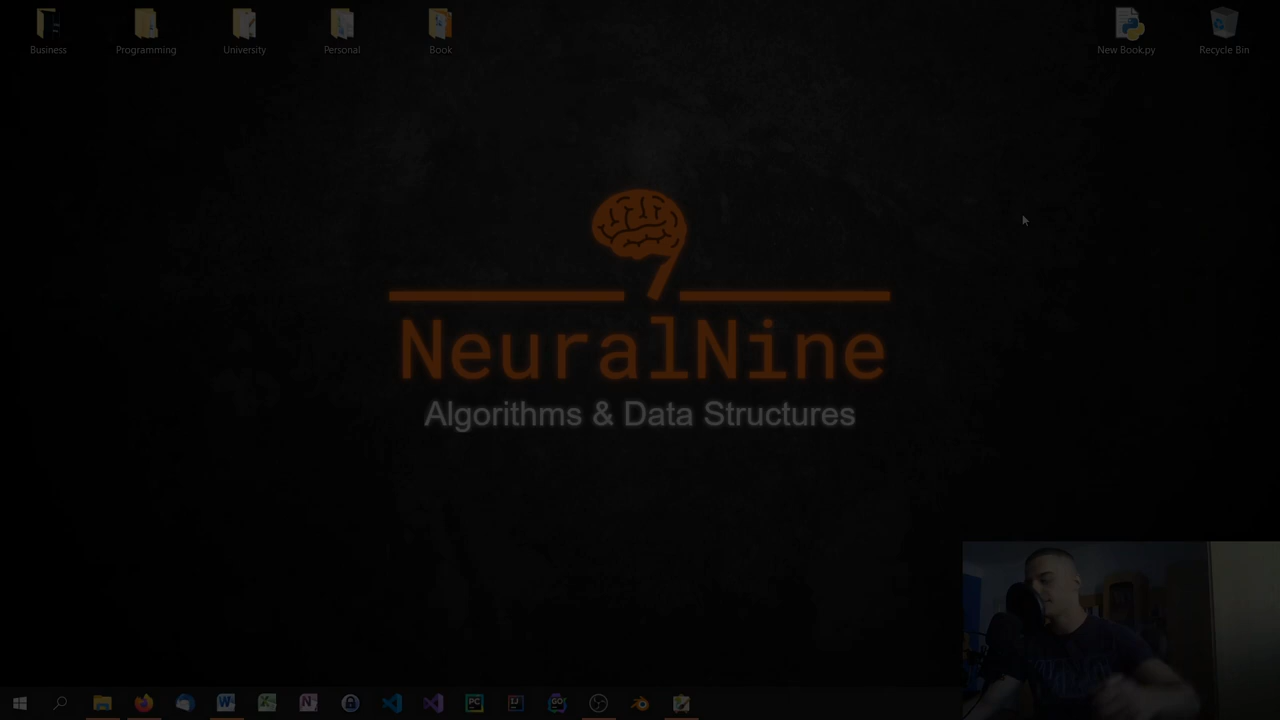 Business
Programming
University
Personal
Book
New Book.py
Recycle Bin
NeuralNine
Algorithms & Data Structures